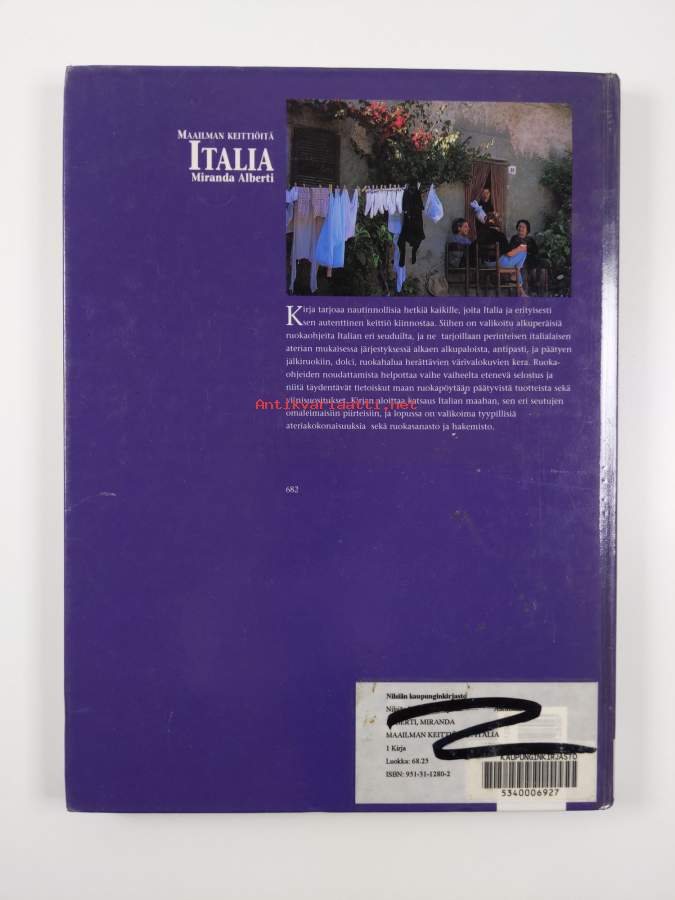 MAAILMAN KEITTIÖITÄ
ITALIA
Miranda Alberti
Kirja tarjoaa nautinnollisia hetkiä kaikille, joita Italia ja erityisesti
sen autenttinen keittiö kiinnostaa. Siihen on valikoitu alkuperäisiä
ruokaohjeita Italian eri seuduilta, ja ne tarjoillaan perinteisen italialaisen
aterian mukaisessa järjestyksessä alkaen alkupaloista, antipasti, ja päätyen
jälkiruokiin, dolci, ruokahalua herättävien värivalokuvien kera. Ruoka-
ohjeiden noudattamista helpottaa vaihe vaiheelta etenevä selostus ja
niitä täydentävät tietoiskut maan ruokapöytään päätyvistä tuotteista sekä
viinisuositukset. Kirjan aloittaa katsaus Italian maahan, sen eri seutujen
omaleimaisiin piirteisiin, ja lopussa on valikoima tyypillisiä
ateriakokonaisuuksia sekä ruokasanasto ja hakemisto.
Antikvariaatti.net
682
Nilsiän kaupunginkirjasto
MIRANDA
MAAILMAN ITALIA
1 Kirja
Luokka: 68.25
ISBN: 951-31-1280-2
KAUPUNGINKIRJASTO
5340006927